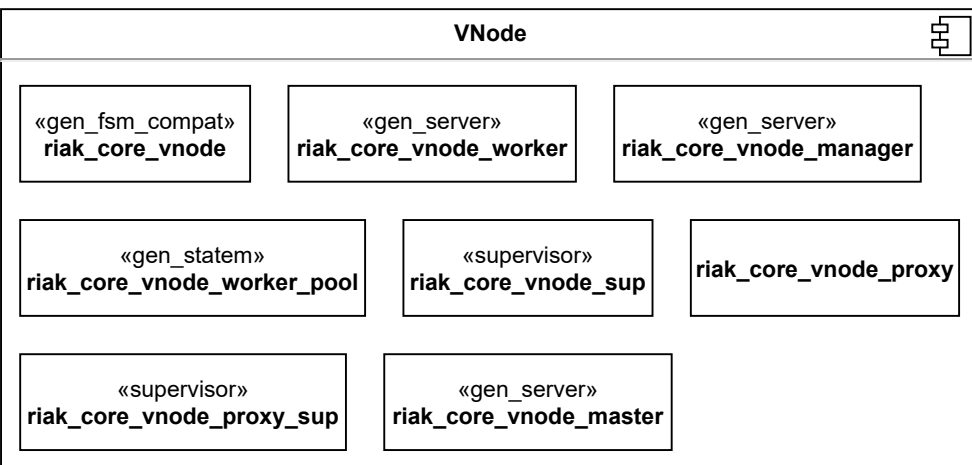 VNode
«gen_fsm_compat»
riak_core_vnode
«gen_server»
riak_core_vnode_worker
«gen_server»
riak_core_vnode_manager
«gen_statem»
riak_core_vnode_worker_pool
«supervisor»
riak_core_vnode_sup
riak_core_vnode_proxy
«supervisor»
riak_core_vnode_proxy_sup
«gen_server»
riak_core_vnode_master